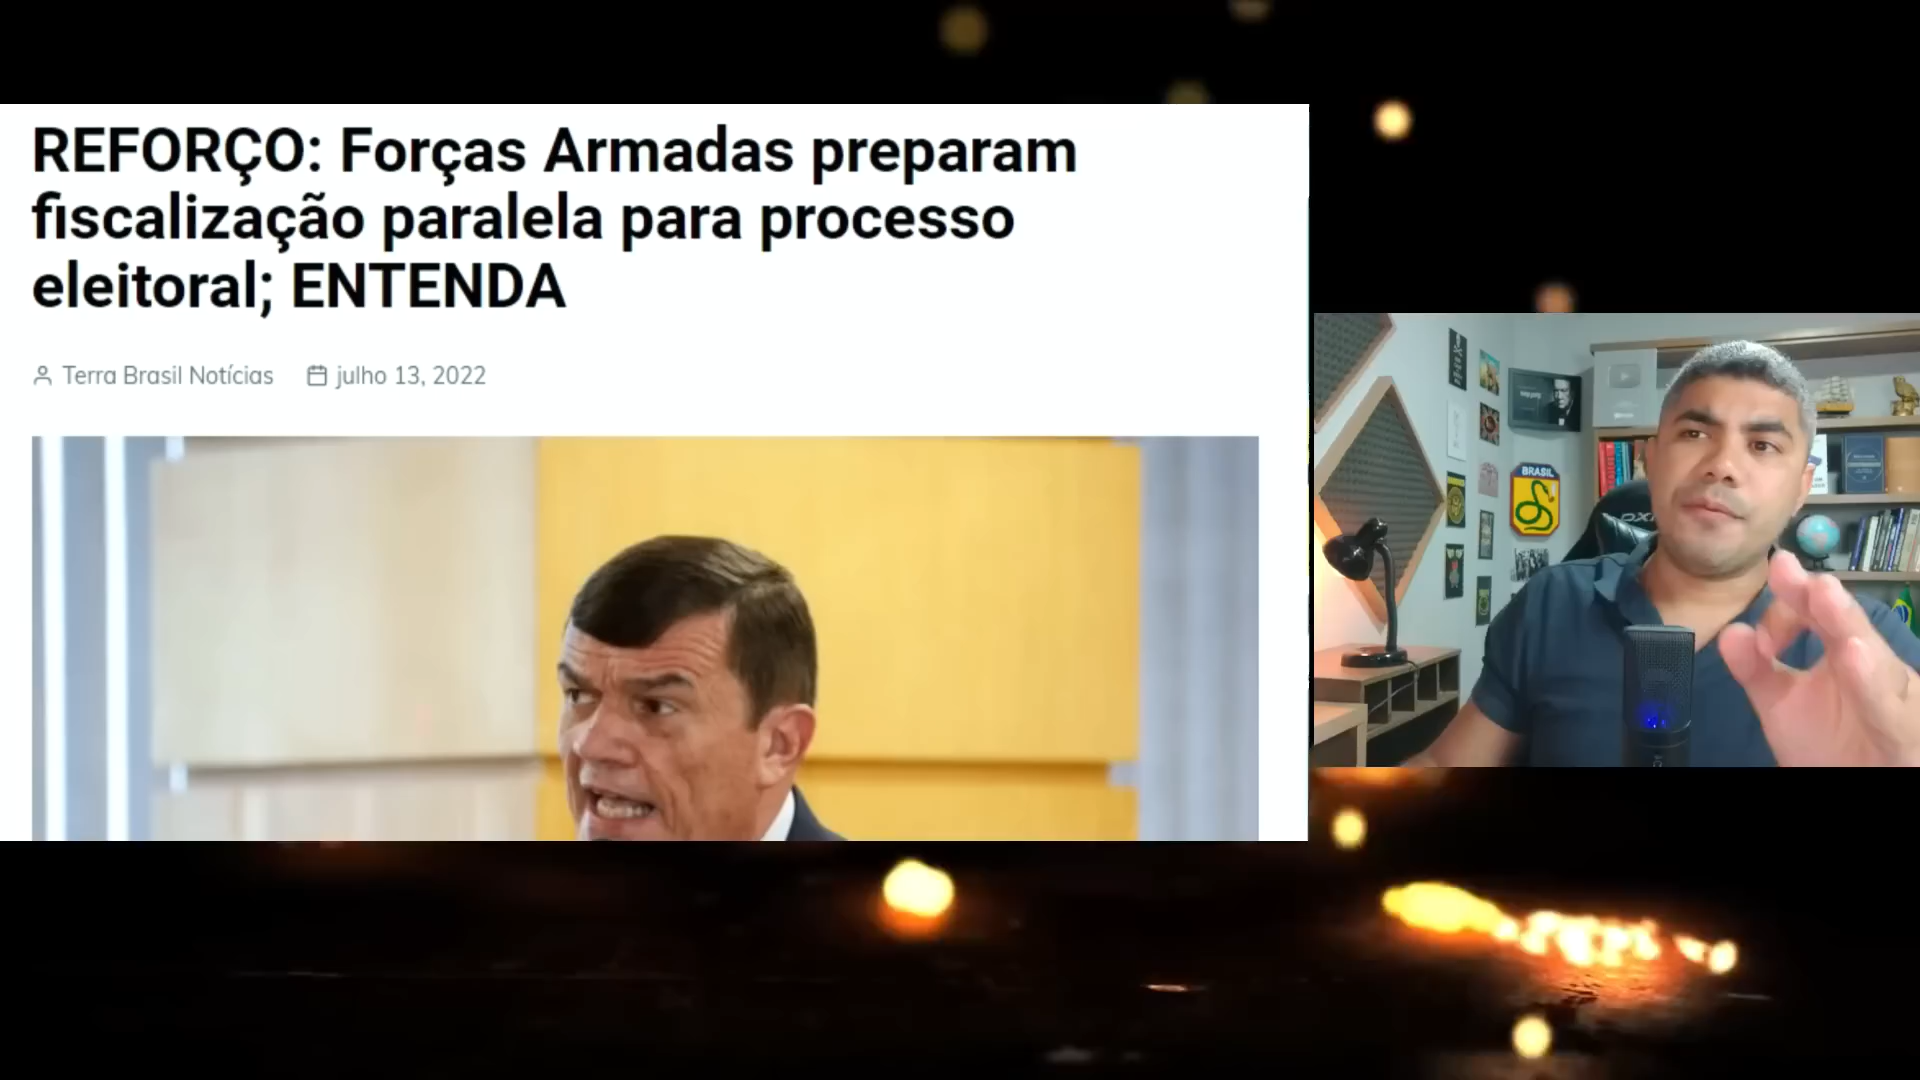 REFORÇO: Forças Armadas preparam
fiscalização paralela para processo
eleitoral; ENTENDA
Terra Brasil Notícias julho 13, 2022
BRASIL